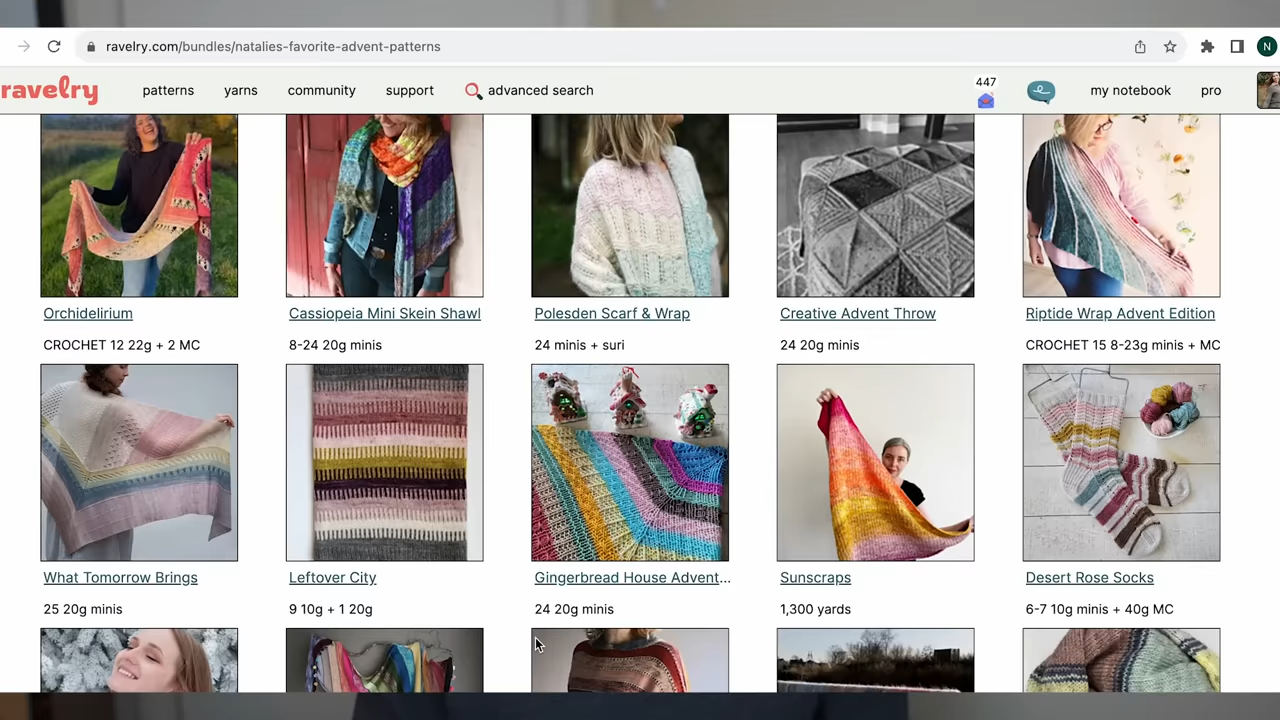 ravelry.com/bundles/natalies-favorite-advent-patterns
N
ravelry
patterns
yarns
community
support
advanced search
447
my notebook
pro
Orchidelirium
Cassiopeia Mini Skein Shawl
Polesden Scarf & Wrap
Creative Advent Throw
Riptide Wrap Advent Edition
CROCHET 12 22g + 2 MC
8-24 20g minis
24 minis + suri
24 20g minis
CROCHET 15 8-23g minis + MC
What Tomorrow Brings
Leftover City
Gingerbread House Advent...
Sunscraps
Desert Rose Socks
25 20g minis
9 10g + 1 20g
24 20g minis
1,300 yards
6-7 10g minis + 40g MC